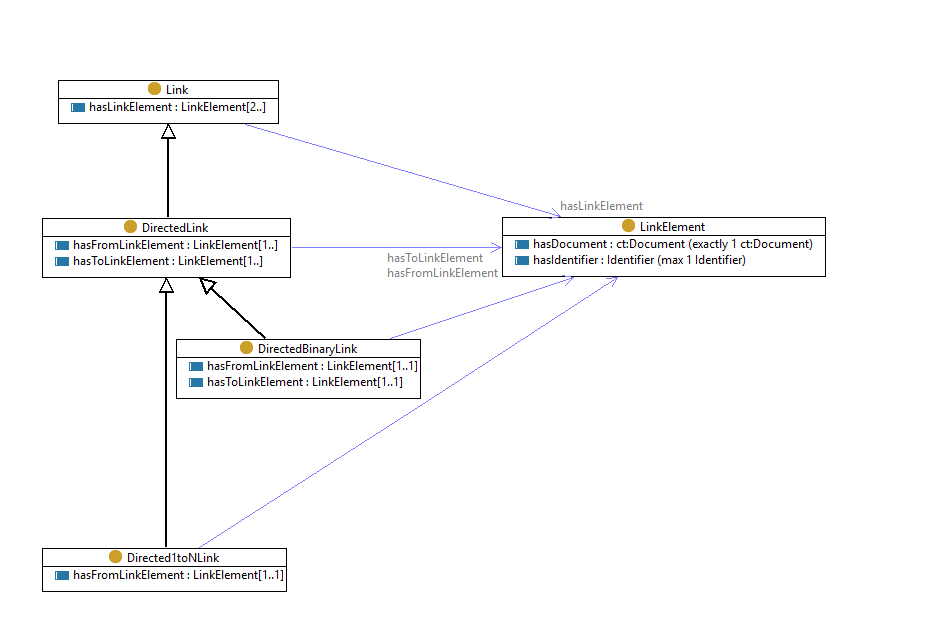 Link
hasLinkElement : LinkElement[2..]
hasLinkElement
DirectedLink
hasFromLinkElement : LinkElement[1..]
hasToLinkElement : LinkElement[1..]
hasToLinkElement
hasFromLinkElement
LinkElement
hasDocument : ct:Document (exactly 1 ct:Document)
hasIdentifier : Identifier (max 1 Identifier)
DirectedBinaryLink
hasFromLinkElement : LinkElement[1..1]
hasToLinkElement : LinkElement[1..1]
Directed1toNLink
hasFromLinkElement : LinkElement[1..1]